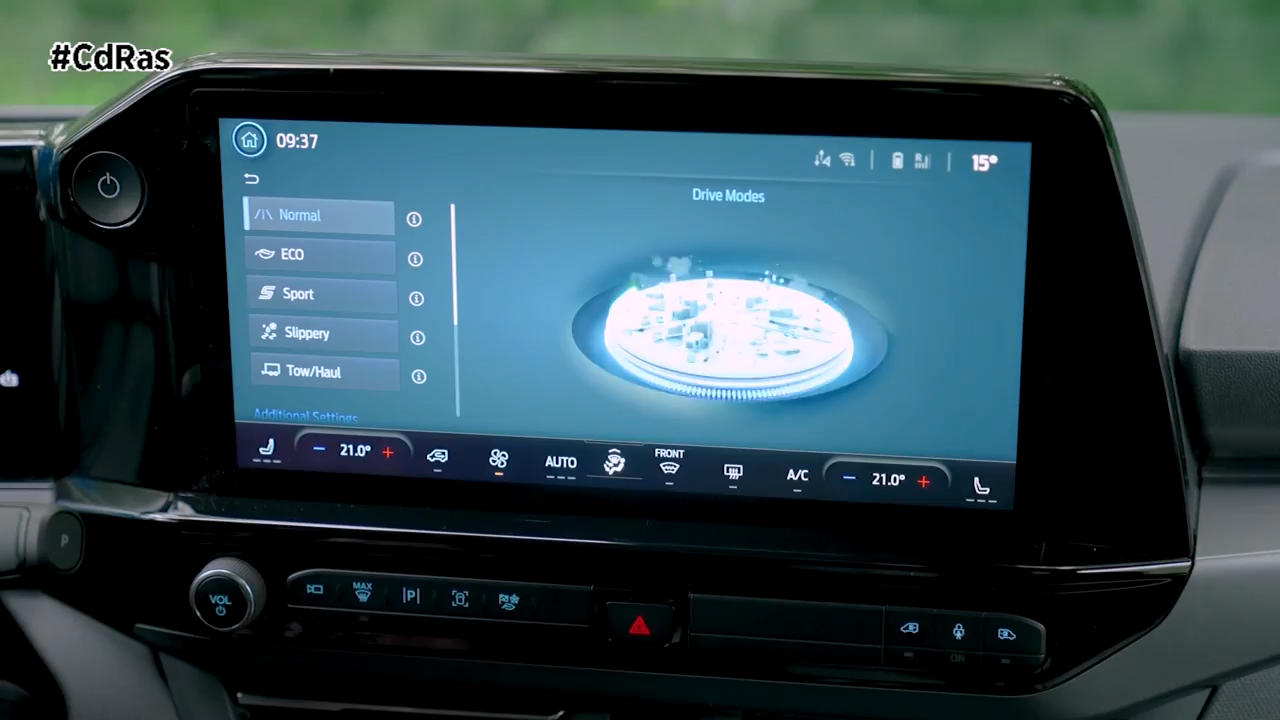 #CdRas
09:37
15°
Drive Modes
Normal
ECO
Sport
Slippery
Tow/Haul
Additional Settings
21.0°
AUTO
FRONT
A/C
21.0°
P
VOL
MAX
P
ON